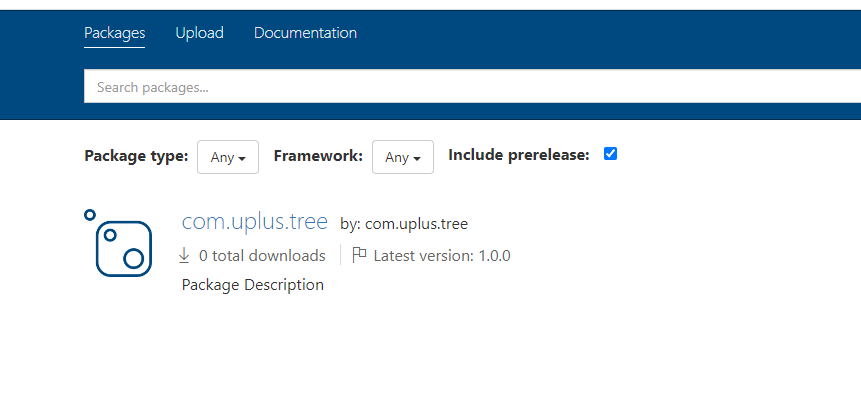 Packages Upload Documentation
Search packages...
Package type: Any Framework: Any Include prerelease:
com.uplus.tree by: com.uplus.tree
0 total downloads Latest version: 1.0.0
Package Description